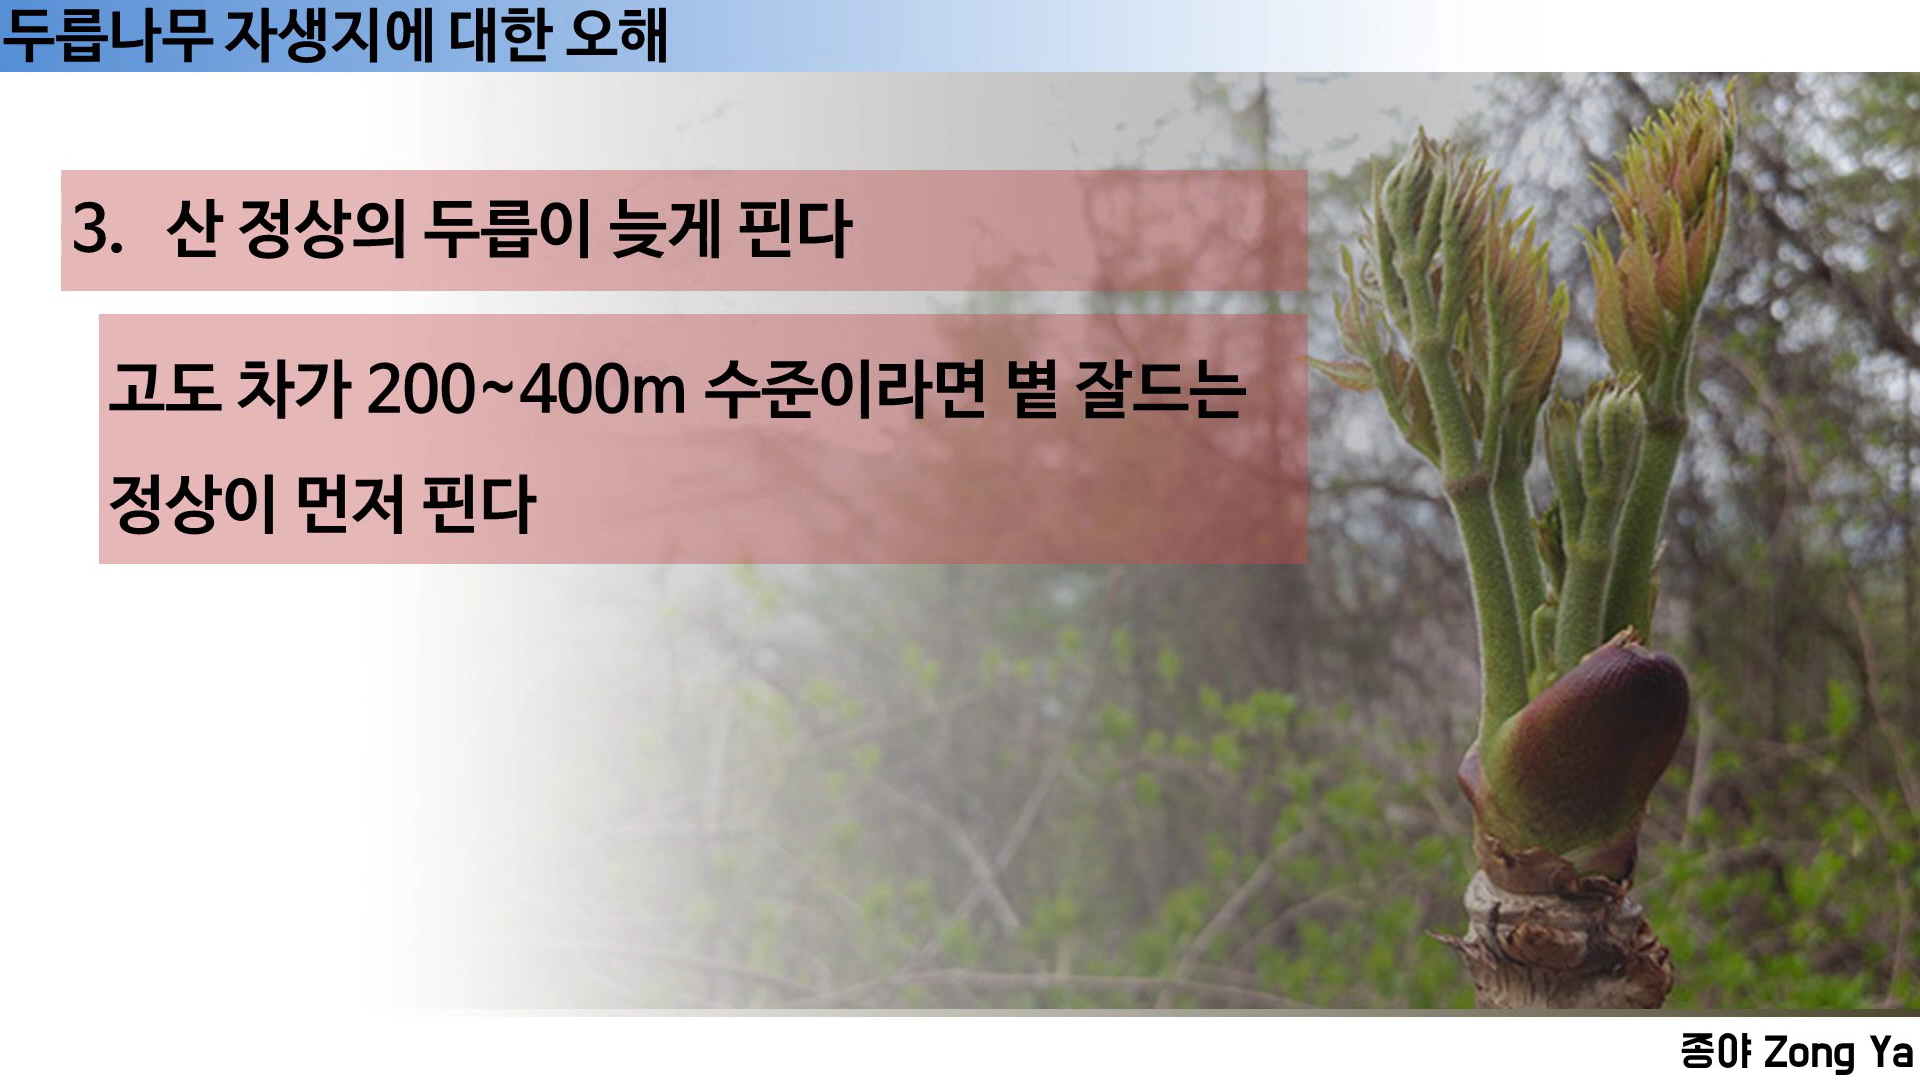 두릅나무 자생지에 대한 오해
3. 산 정상의 두릅이 늦게 핀다
고도 차가 200~400m 수준이라면 볕 잘드는
정상이 먼저 핀다
종야 Zong Ya